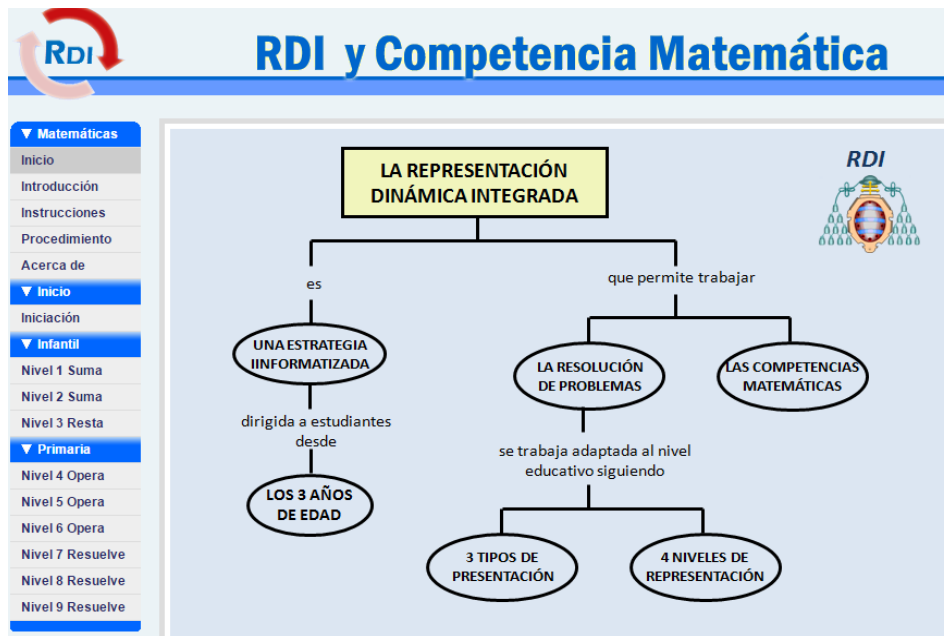 RDI
RDI y Competencia Matemática
▼ Matemáticas
Inicio
Introducción
Instrucciones
Procedimiento
Acerca de
▼ Inicio
Iniciación
▼ Infantil
Nivel 1 Suma
Nivel 2 Suma
Nivel 3 Resta
▼ Primaria
Nivel 4 Opera
Nivel 5 Opera
Nivel 6 Opera
Nivel 7 Resuelve
Nivel 8 Resuelve
Nivel 9 Resuelve
LA REPRESENTACIÓN
DINÁMICA INTEGRADA
RDI
es
que permite trabajar
UNA ESTRATEGIA
IINFORMATIZADA
LA RESOLUCIÓN
DE PROBLEMAS
LAS COMPETENCIAS
MATEMÁTICAS
dirigida a estudiantes
desde
se trabaja adaptada al nivel
educativo siguiendo
LOS 3 AÑOS
DE EDAD
3 TIPOS DE
PRESENTACIÓN
4 NIVELES DE
REPRESENTACIÓN